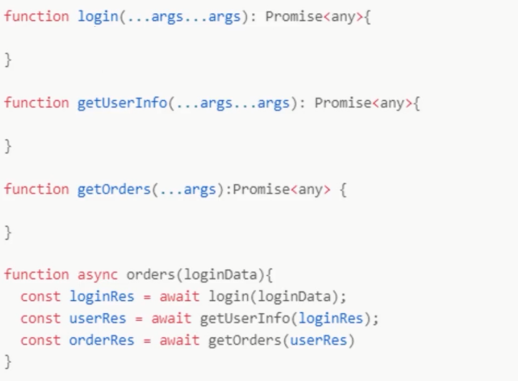 function login(...args...args): Promise<any>{
}
function getUserInfo(...args...args): Promise<any>{
}
function getOrders(...args):Promise<any> {
}
function async orders(loginData){
const loginRes = await login(loginData);
const userRes = await getUserInfo(loginRes);
const orderRes = await getOrders(userRes)
}